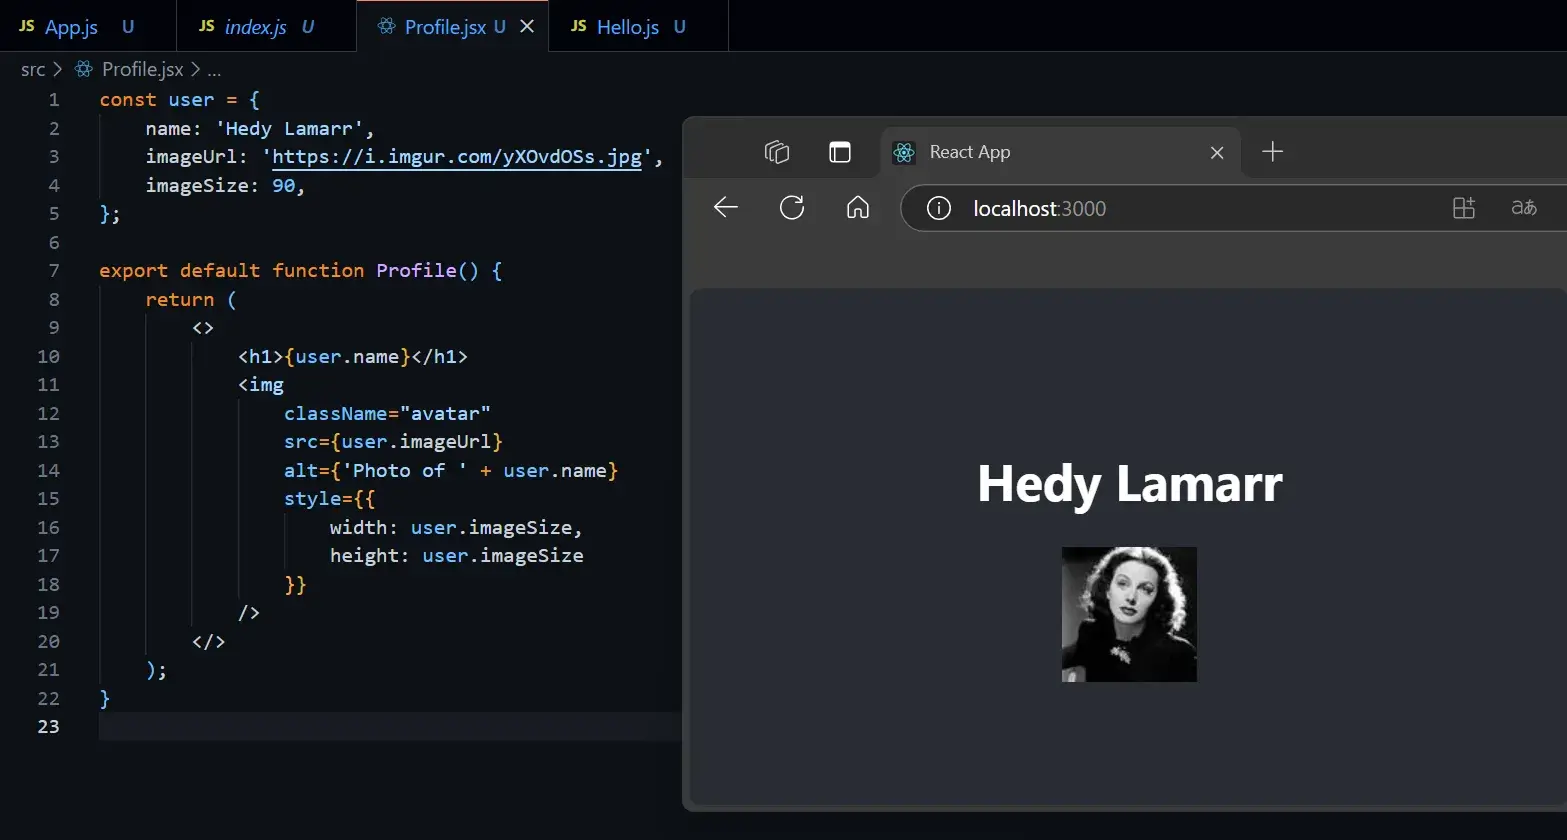 JS App.js U JS index.js U Profile.jsx U JS Hello.js U
src > Profile.jsx > ...
1 const user = {
2     name: 'Hedy Lamarr',
3     imageUrl: 'https://i.imgur.com/yXOvdOSs.jpg',
4     imageSize: 90,
5 };
6
7 export default function Profile() {
8     return (
9         <>
10             <h1>{user.name}</h1>
11             <img
12                 className="avatar"
13                 src={user.imageUrl}
14                 alt={'Photo of ' + user.name}
15                 style={{
16                     width: user.imageSize,
17                     height: user.imageSize
18                 }}
19             />
20         </>
21     );
22 }
23
React App
localhost:3000 aあ
Hedy Lamarr